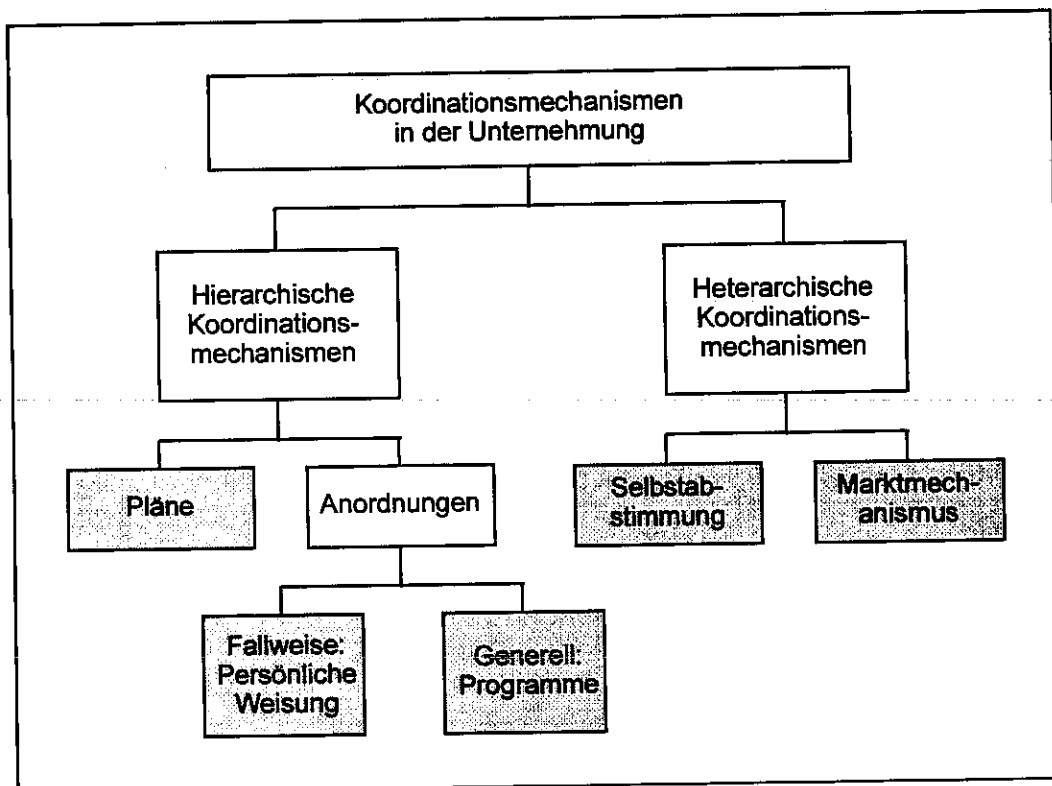 Koordinationsmechanismen
in der Unternehmung
Hierarchische
Koordinations-
mechanismen
Heterarchische
Koordinations-
mechanismen
Pläne
Anordnungen
Selbstab-
stimmung
Marktmech-
anismus
Fallweise:
Persönliche
Weisung
Generell:
Programme